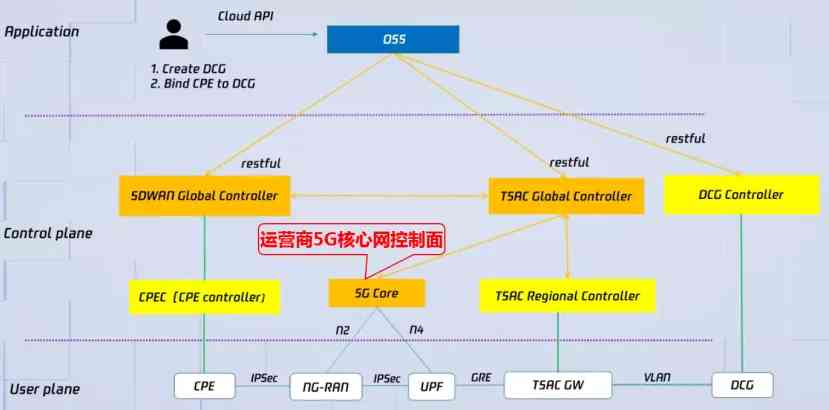 Application
Cloud API
OSS
1. Create DCG
2. Bind CPE to DCG
restful
restful
restful
SDWAN Global Controller
TSAC Global Controller
DCG Controller
Control plane
运营商5G核心网控制面
CPEC (CPE controller)
5G Core
TSAC Regional Controller
N2
N4
User plane
CPE
IPSec
NG-RAN
IPSec
UPF
GRE
TSAC GW
VLAN
DCG